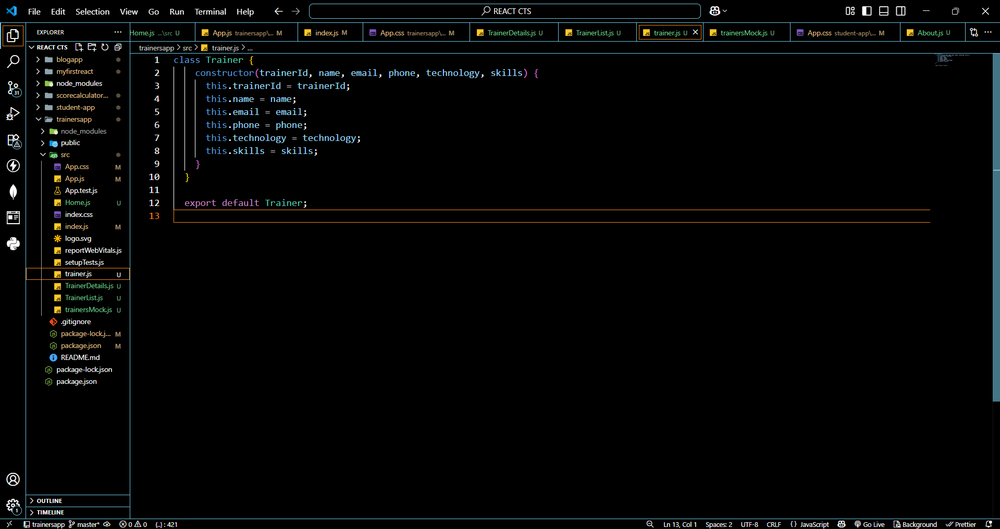 File Edit Selection View Go Run Terminal Help
REACT CTS
EXPLORER
Home.js ...\src U
App.js trainersapp\... M
index.js M
App.css trainersapp\... M
TrainerDetails.js U
TrainerList.js U
trainer.js U
trainersMock.js U
App.css student-app\... M
About.js U
REACT CTS
trainersapp > src > trainer.js > ...
blogapp
myfirstreact
node_modules
scorecalculator...
student-app
trainersapp
node_modules
public
src
App.css M
App.js M
App.test.js
Home.js U
index.css
index.js M
logo.svg
reportWebVitals.js
setupTests.js
trainer.js U
TrainerDetails.js U
TrainerList.js U
trainersMock.js U
.gitignore
package-lock.j... M
package.json M
README.md
package-lock.json
package.json
31
1 class Trainer {
2 constructor(trainerId, name, email, phone, technology, skills) {
3 this.trainerId = trainerId;
4 this.name = name;
5 this.email = email;
6 this.phone = phone;
7 this.technology = technology;
8 this.skills = skills;
9 }
10 }
11
12 export default Trainer;
13
OUTLINE
TIMELINE
1
trainersapp master* 0 0 {..} : 421
Ln 13, Col 1 Spaces: 2 UTF-8 CRLF {} JavaScript Go Live Background Prettier